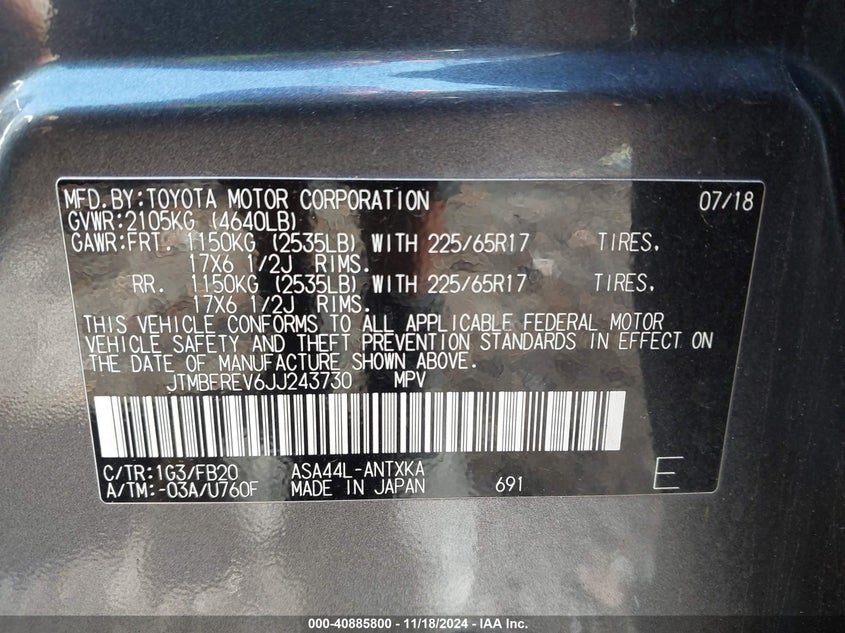 MFD.BY:TOYOTA MOTOR CORPORATION 07/18
GVWR:2105KG (4640LB)
GAWR:FRT. 1150KG (2535LB) WITH 225/65R17 TIRES,
17X6 1/2J RIMS.
RR. 1150KG (2535LB) WITH 225/65R17 TIRES,
17X6 1/2J RIMS.
THIS VEHICLE CONFORMS TO ALL APPLICABLE FEDERAL MOTOR
VEHICLE SAFETY AND THEFT PREVENTION STANDARDS IN EFFECT ON
THE DATE OF MANUFACTURE SHOWN ABOVE.
JTMBFREV6JJ243730 MPV
C/TR:1G3/FB20 ASA44L-ANTXKA
A/TM:-03A/U760F MADE IN JAPAN 691 E
000-40885800 - 11/18/2024 - IAA Inc.